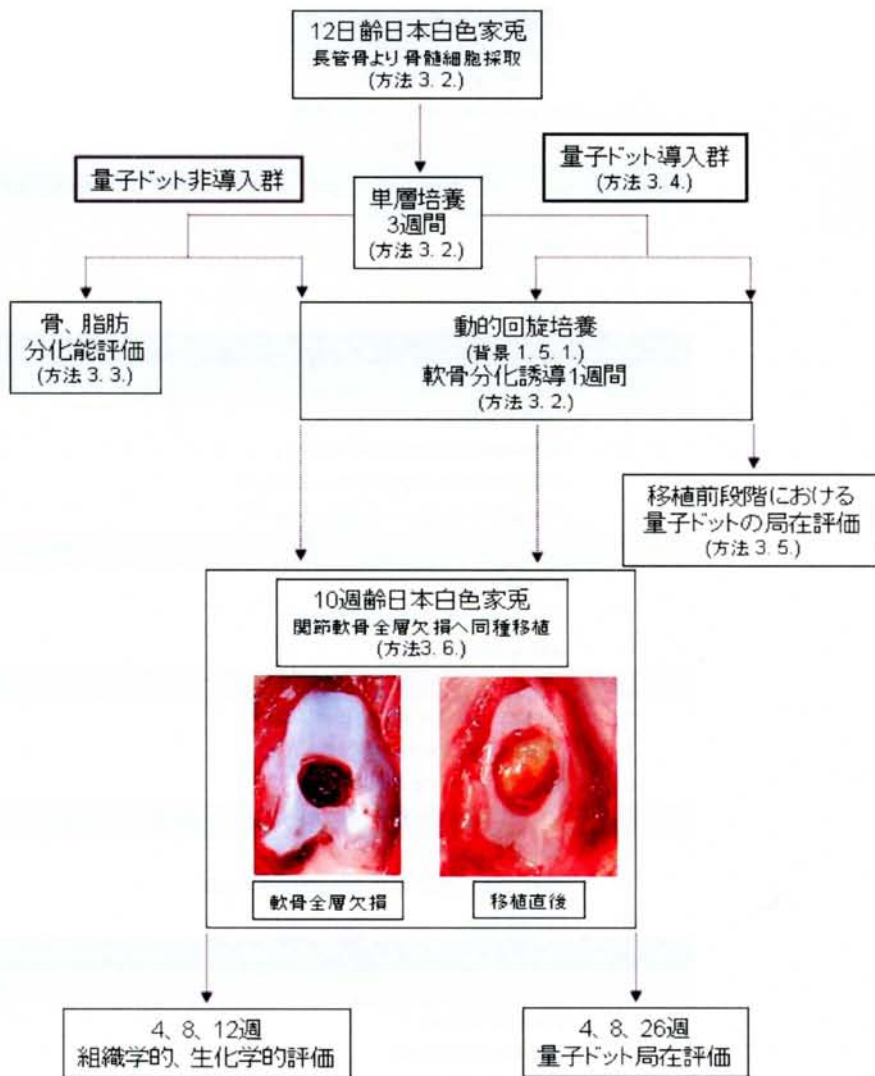 12日齢日本白色家兎
長管骨より骨髄細胞採取
(方法 3. 2.)
量子ドット非導入群
量子ドット導入群
(方法 3. 4.)
単層培養
3週間
(方法 3. 2.)
骨、脂肪
分化能評価
(方法 3. 3.)
動的回旋培養
(背景 1. 5. 1.)
軟骨分化誘導1週間
(方法 3. 2.)
移植前段階における
量子ドットの局在評価
(方法 3. 5.)
10週齢日本白色家兎
関節軟骨全層欠損へ同種移植
(方法3. 6.)
軟骨全層欠損
移植直後
4、8、12週
組織学的、生化学的評価
4、8、26週
量子ドット局在評価